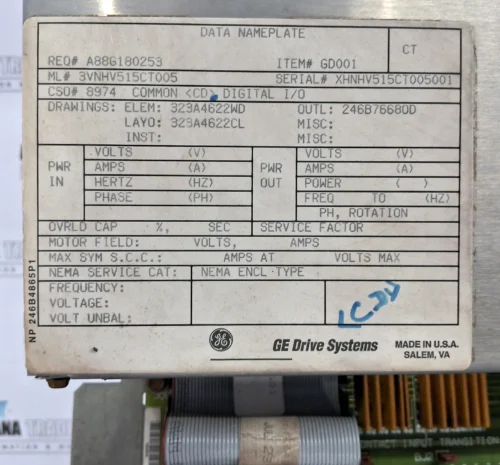 DATA NAMEPLATE
CT
REQ# A88G180253 ITEM# GD001
ML# 3VNHV515CT005 SERIAL# XHNHV515CT005001
CSO# 8974 COMMON <CD> DIGITAL I/O
DRAWINGS: ELEM: 323A4622WD OUTL: 246B7668DD
LAYO: 323A4622CL MISC:
INST: MISC:
PWR IN
VOLTS (V)
AMPS (A)
HERTZ (HZ)
PHASE (PH)
PWR OUT
VOLTS (V)
AMPS (A)
POWER ( )
FREQ TO (HZ)
PH, ROTATION
OVRLD CAP %, SEC SERVICE FACTOR
MOTOR FIELD: VOLTS, AMPS
MAX SYM S.C.C.: AMPS AT VOLTS MAX
NEMA SERVICE CAT: NEMA ENCL TYPE
FREQUENCY:
VOLTAGE:
VOLT UNBAL:
NP 246B4865P1
GE Drive Systems
MADE IN U.S.A.
SALEM, VA
CONTACT INPUT TRANSITION